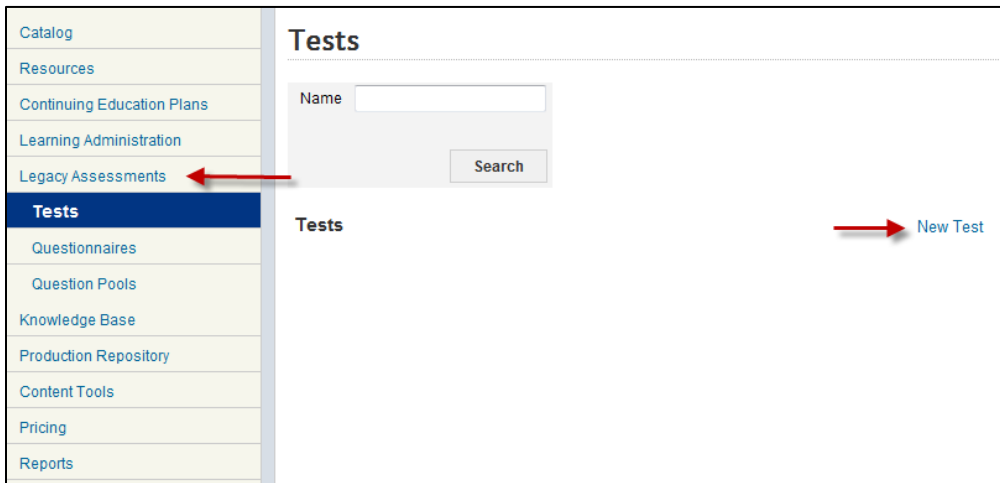 Catalog
Resources
Continuing Education Plans
Learning Administration
Legacy Assessments
Tests
Questionnaires
Question Pools
Knowledge Base
Production Repository
Content Tools
Pricing
Reports
Tests
Name
Search
Tests
New Test